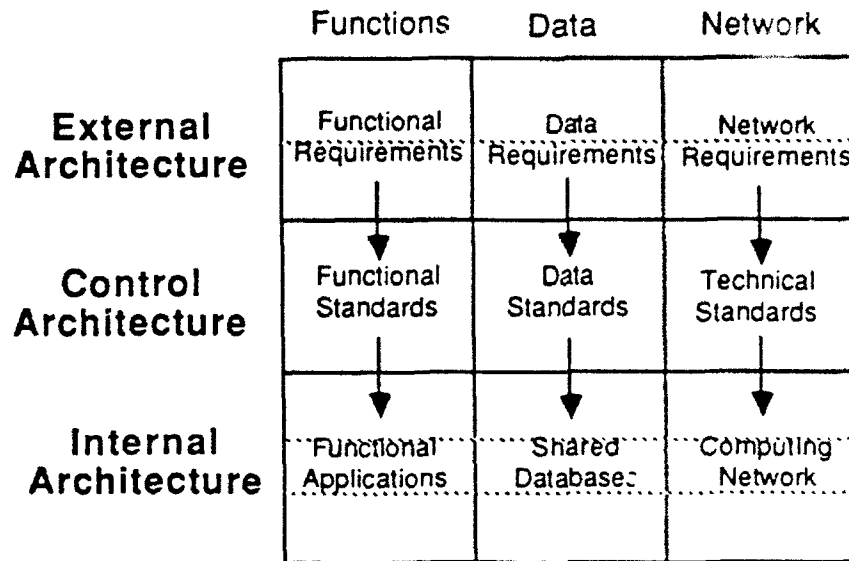 Functions Data Network
External Architecture
Functional Requirements
Data Requirements
Network Requirements
Control Architecture
Functional Standards
Data Standards
Technical Standards
Internal Architecture
Functional Applications
Shared Databases
Computing Network